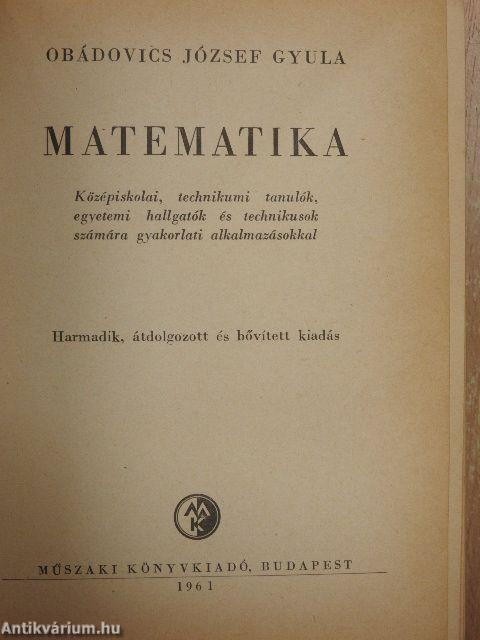 OBÁDOVICS JÓZSEF GYULA
MATEMATIKA
Középiskolai, technikumi tanulók,
egyetemi hallgatók és technikusok
számára gyakorlati alkalmazásokkal
Harmadik, átdolgozott és bővített kiadás
MK
MŰSZAKI KÖNYVKIADÓ, BUDAPEST
1961
Antikvárium.hu